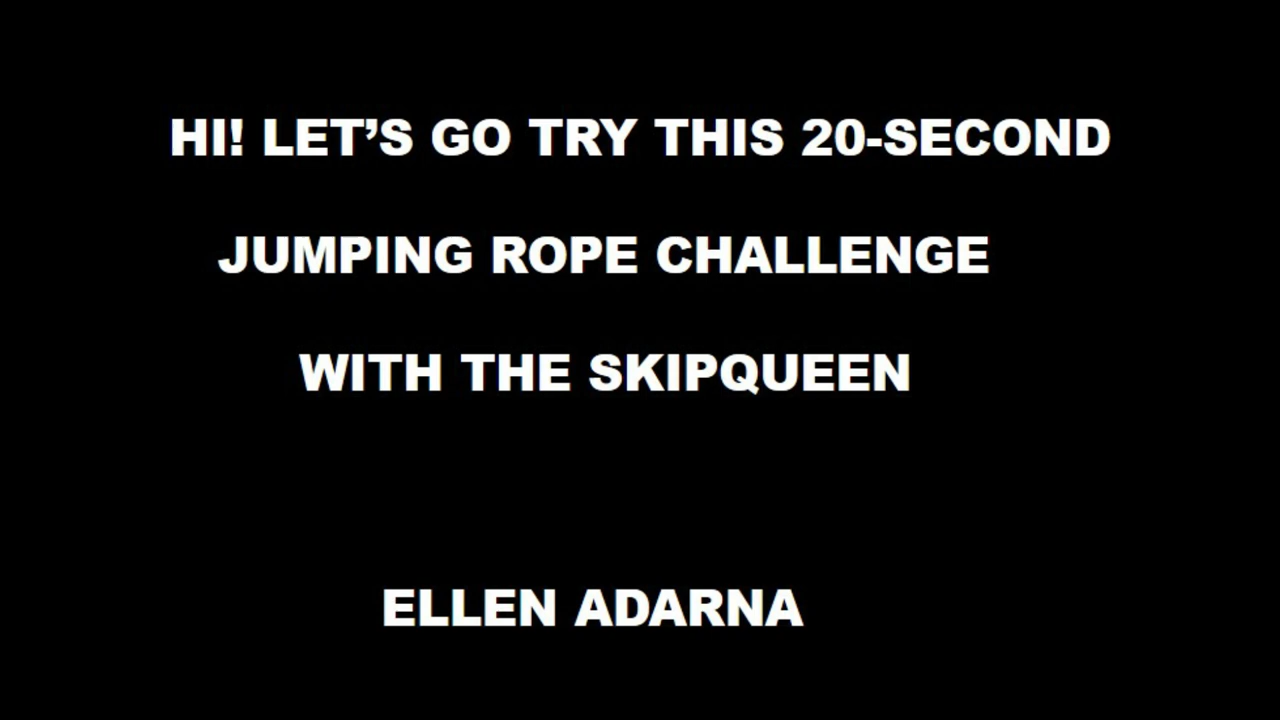 HI! LET’S GO TRY THIS 20-SECOND
JUMPING ROPE CHALLENGE
WITH THE SKIPQUEEN
ELLEN ADARNA